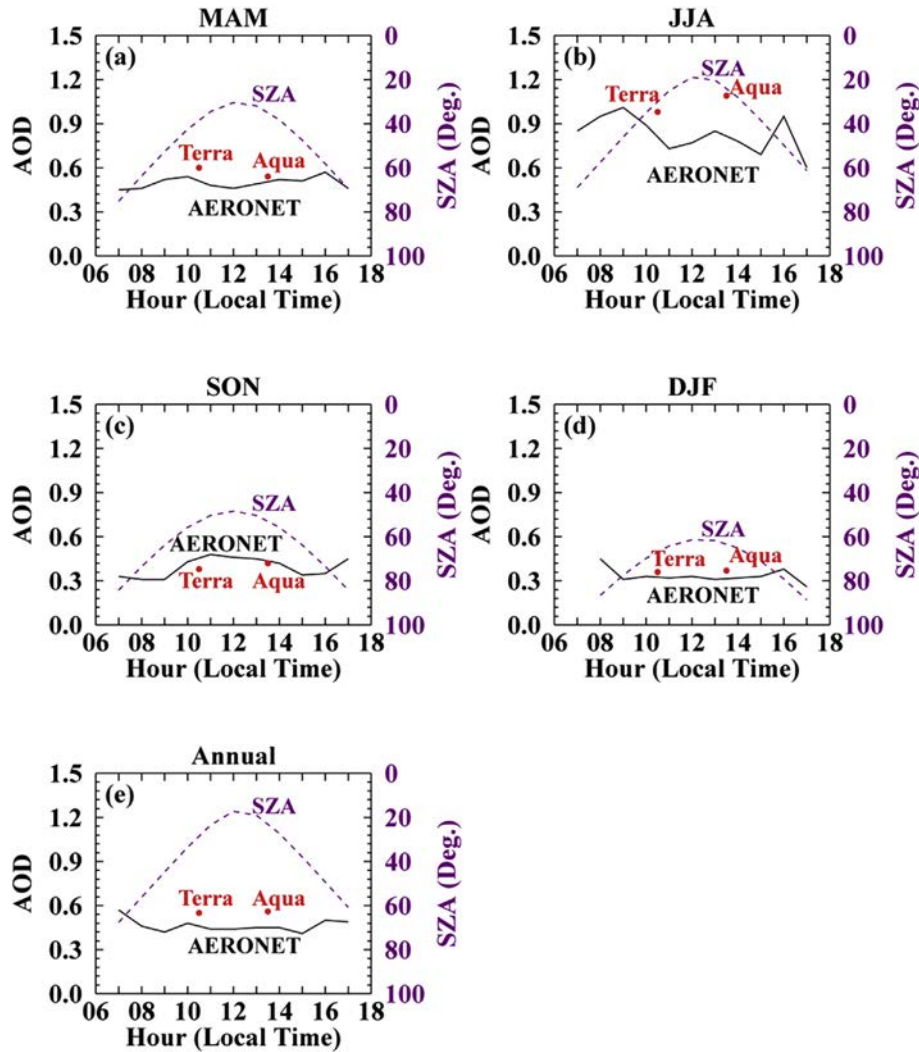 MAM
(a)
1.5
1.2
0.9
0.6
0.3
0.0
AOD
SZA
Terra
Aqua
AERONET
0
20
40
60
80
100
SZA (Deg.)
06 08 10 12 14 16 18
Hour (Local Time)
JJA
(b)
1.5
1.2
0.9
0.6
0.3
0.0
AOD
SZA
Terra
Aqua
AERONET
0
20
40
60
80
100
SZA (Deg.)
06 08 10 12 14 16 18
Hour (Local Time)
SON
(c)
1.5
1.2
0.9
0.6
0.3
0.0
AOD
SZA
AERONET
Terra
Aqua
0
20
40
60
80
100
SZA (Deg.)
06 08 10 12 14 16 18
Hour (Local Time)
DJF
(d)
1.5
1.2
0.9
0.6
0.3
0.0
AOD
SZA
Terra
Aqua
AERONET
0
20
40
60
80
100
SZA (Deg.)
06 08 10 12 14 16 18
Hour (Local Time)
Annual
(e)
1.5
1.2
0.9
0.6
0.3
0.0
AOD
SZA
Terra
Aqua
AERONET
0
20
40
60
80
100
SZA (Deg.)
06 08 10 12 14 16 18
Hour (Local Time)